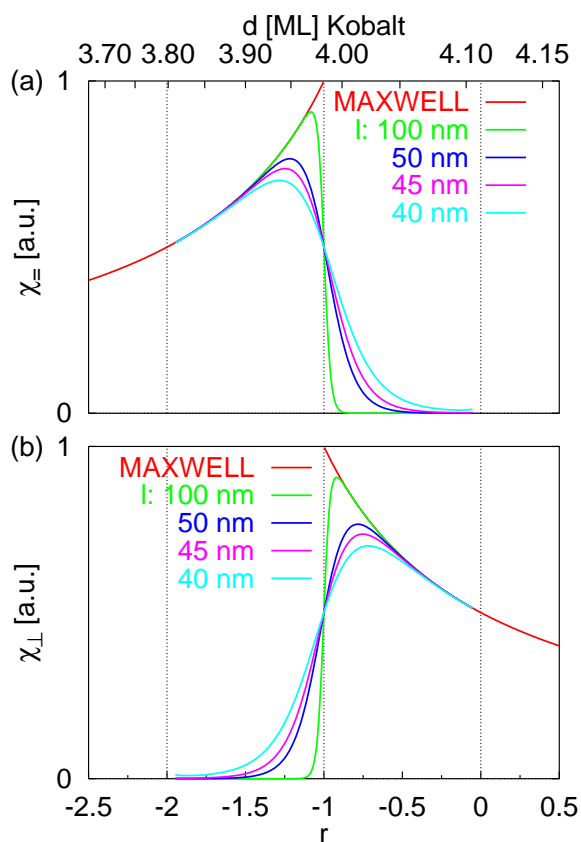 d [ML] Kobalt
3.70 3.80 3.90 4.00 4.10 4.15
(a)
1
MAXWELL
l: 100 nm
50 nm
45 nm
40 nm
χ= [a.u.]
0
(b)
1
MAXWELL
l: 100 nm
50 nm
45 nm
40 nm
χ⊥ [a.u.]
0
-2.5 -2 -1.5 -1 -0.5 0 0.5
r